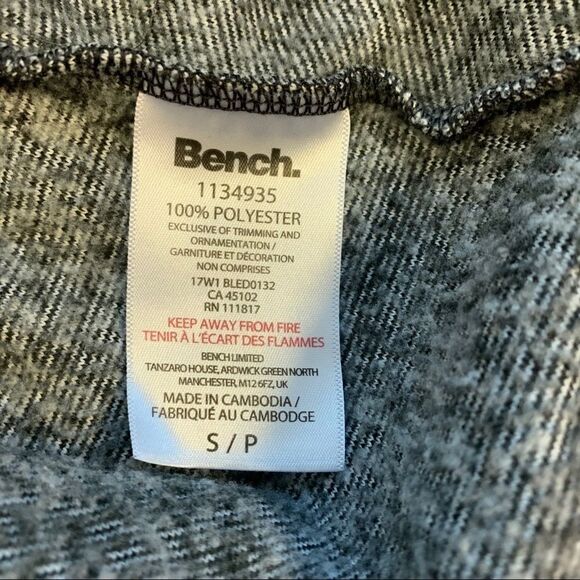 Bench.
1134935
100% POLYESTER
EXCLUSIVE OF TRIMMING AND
ORNAMENTATION /
GARNITURE ET DÉCORATION
NON COMPRISES
17W1 BLED0132
CA 45102
RN 111817
KEEP AWAY FROM FIRE
TENIR À L'ÉCART DES FLAMMES
BENCH LIMITED
TANZARO HOUSE, ARDWICK GREEN NORTH
MANCHESTER, M12 6FZ, UK
MADE IN CAMBODIA /
FABRIQUÉ AU CAMBODGE
S / P